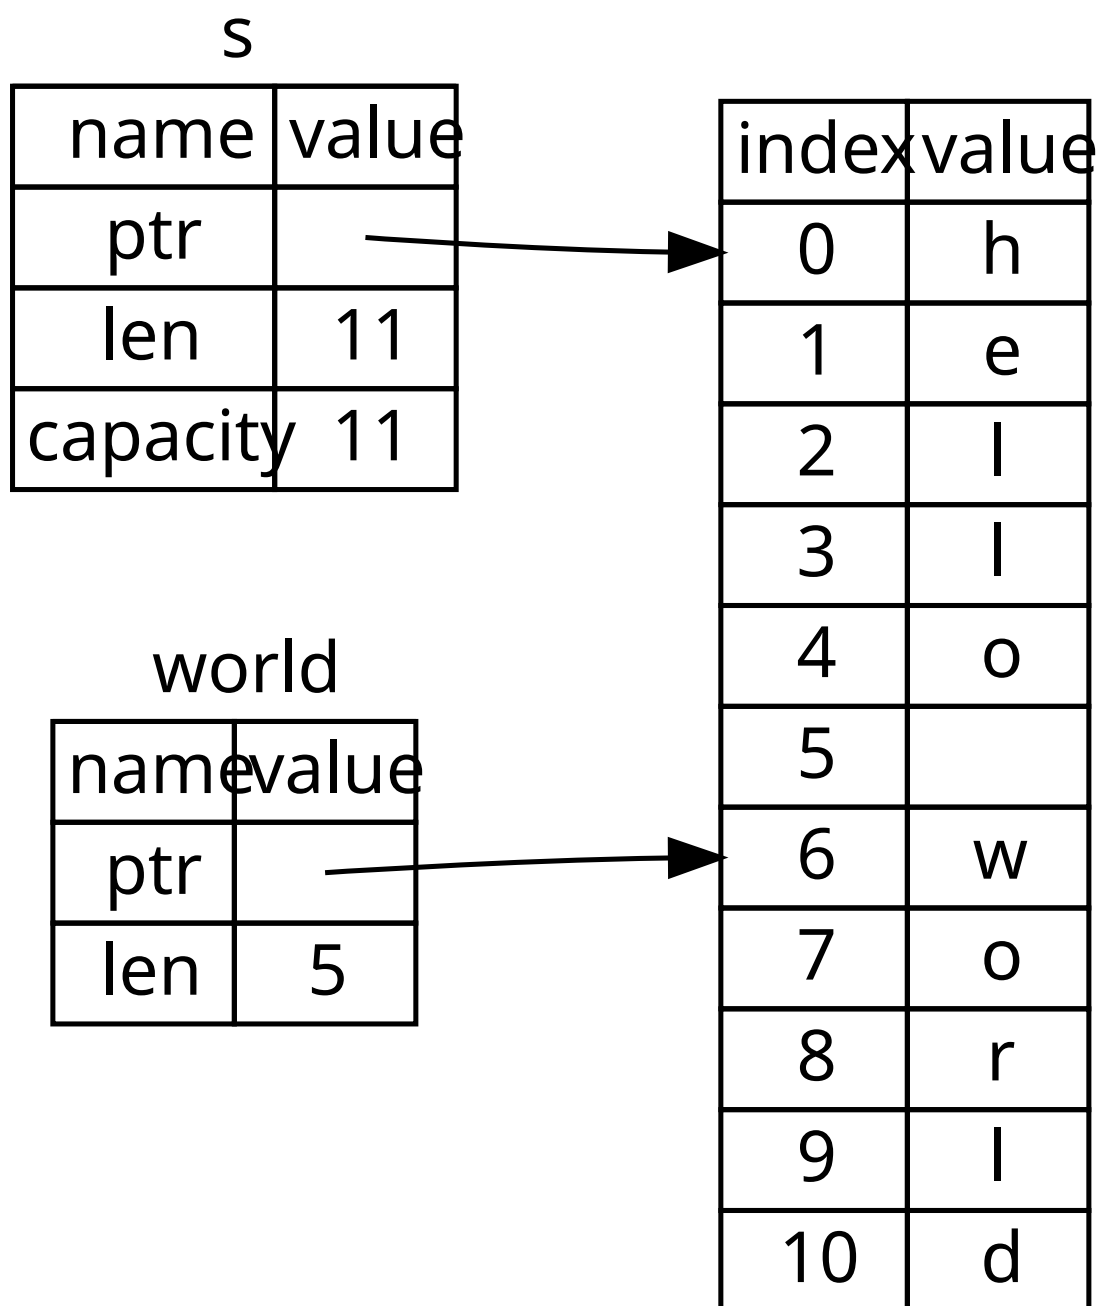 s
name value
ptr
len 11
capacity 11
world
name value
ptr
len 5
index value
0 h
1 e
2 l
3 l
4 o
5
6 w
7 o
8 r
9 l
10 d